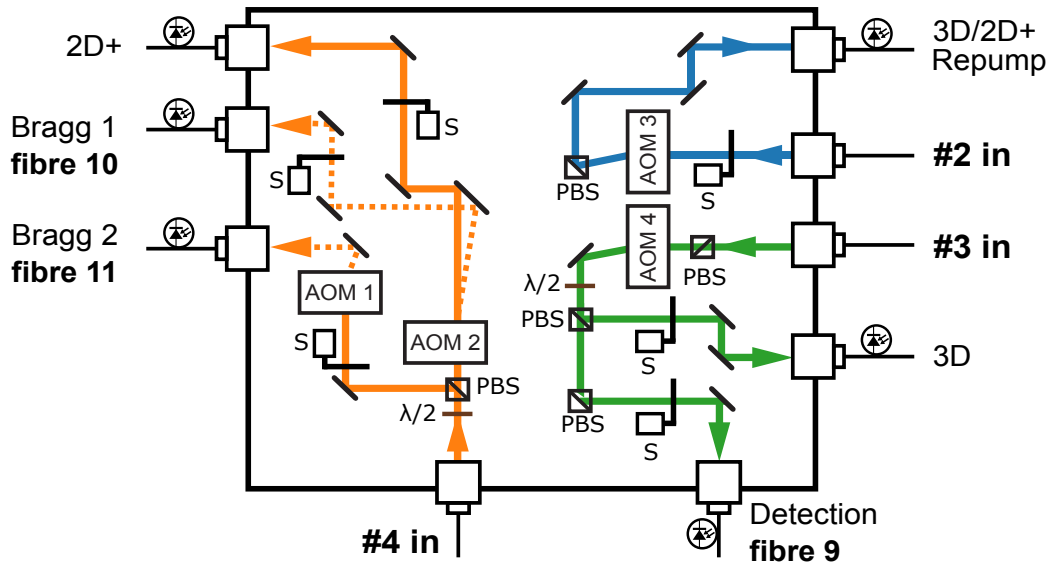 2D+
3D/2D+
Repump
Bragg 1
fibre 10
S
AOM 3
S
PBS
S
#2 in
Bragg 2
fibre 11
AOM 4
PBS
#3 in
λ/2
AOM 1
S
AOM 2
PBS
S
3D
PBS
λ/2
PBS
S
#4 in
Detection
fibre 9